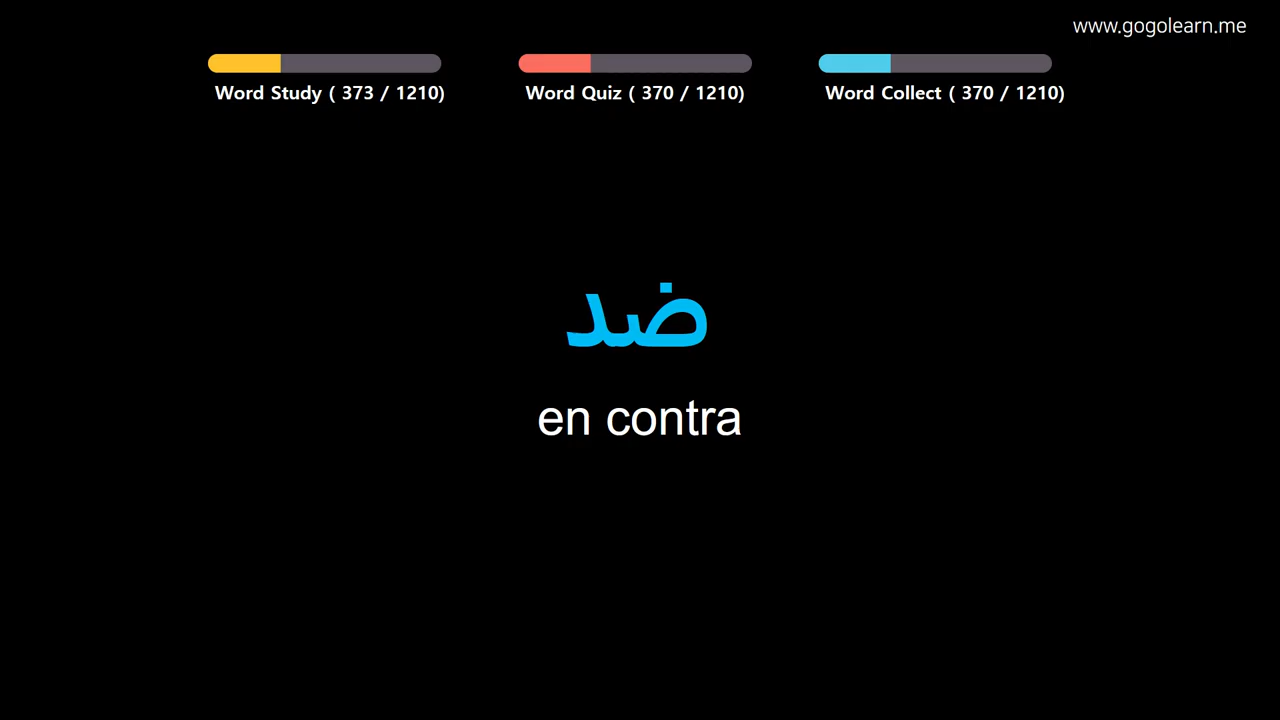 www.gogolearn.me
Word Study ( 373 / 1210)
Word Quiz ( 370 / 1210)
Word Collect ( 370 / 1210)
ضد
en contra